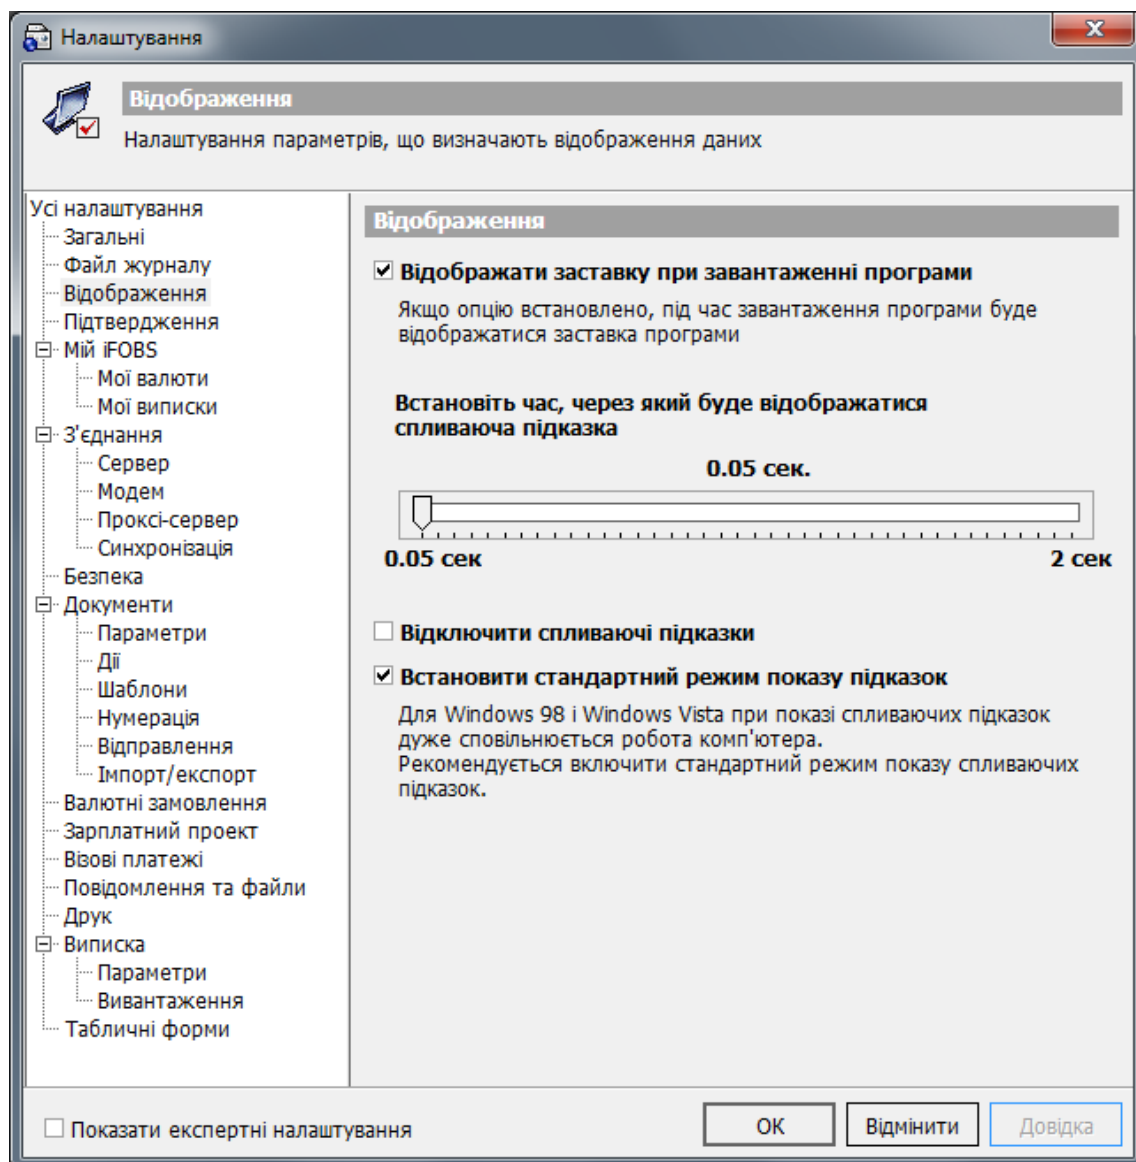 Налаштування
Відображення
Налаштування параметрів, що визначають відображення даних
Усі налаштування
Загальні
Файл журналу
Відображення
Підтвердження
Мій iFOBS
Мої валюти
Мої виписки
З'єднання
Сервер
Модем
Проксі-сервер
Синхронізація
Безпека
Документи
Параметри
Дії
Шаблони
Нумерація
Відправлення
Імпорт/експорт
Валютні замовлення
Зарплатний проект
Візові платежі
Повідомлення та файли
Друк
Виписка
Параметри
Вивантаження
Табличні форми
Відображення
Відображати заставку при завантаженні програми
Якщо опцію встановлено, під час завантаження програми буде
відображатися заставка програми
Встановіть час, через який буде відображатися
спливаюча підказка
0.05 сек.
0.05 сек
2 сек
Відключити спливаючі підказки
Встановити стандартний режим показу підказок
Для Windows 98 і Windows Vista при показі спливаючих підказок
дуже сповільнюється робота комп'ютера.
Рекомендується включити стандартний режим показу спливаючих
підказок.
Показати експертні налаштування
ОК
Відмінити
Довідка